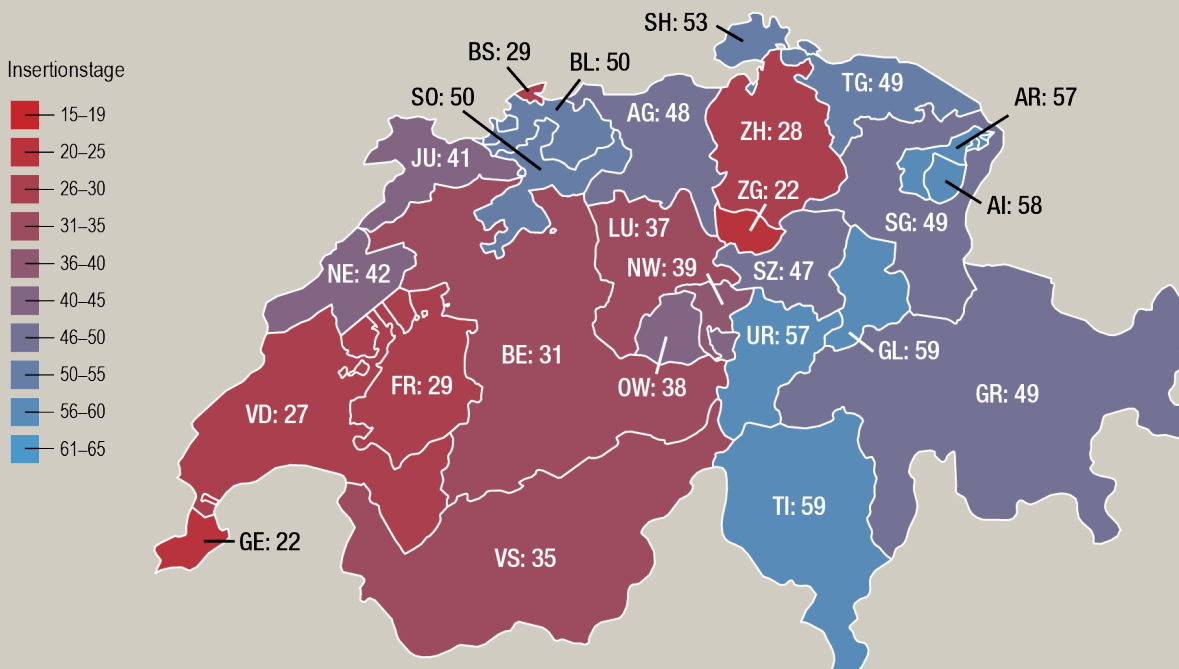 Insertionstage
15–19
20–25
26–30
31–35
36–40
40–45
46–50
50–55
56–60
61–65
SH: 53
BS: 29
BL: 50
SO: 50
TG: 49
AR: 57
AG: 48
ZH: 28
JU: 41
ZG: 22
AI: 58
LU: 37
SG: 49
NE: 42
NW: 39
SZ: 47
UR: 57
GL: 59
BE: 31
OW: 38
FR: 29
GR: 49
VD: 27
TI: 59
GE: 22
VS: 35